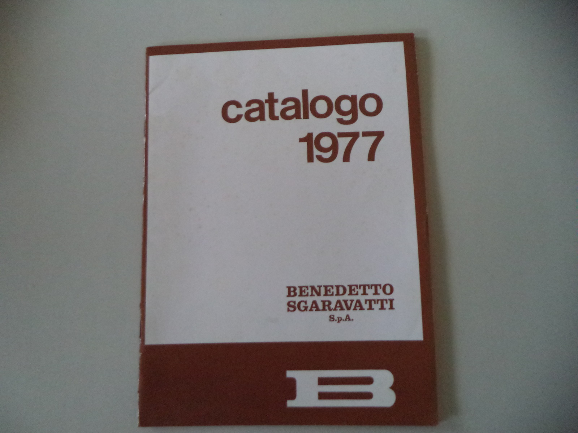 catalogo
1977
BENEDETTO
SGARAVATTI
S.p.A.
B